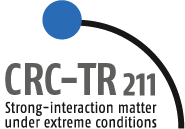 CRC-TR 211
Strong-interaction matter
under extreme conditions